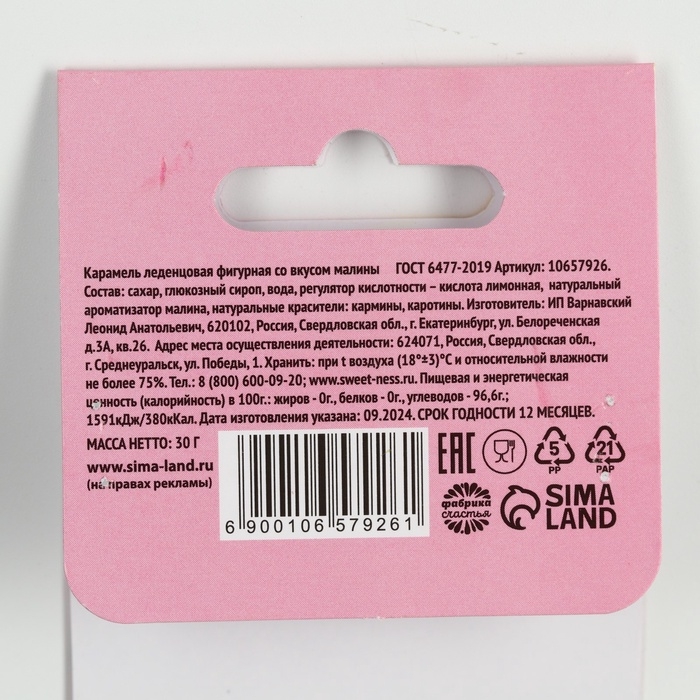 Карамель леденцовая фигурная со вкусом малины ГОСТ 6477-2019 Артикул: 10657926.
Состав: сахар, глюкозный сироп, вода, регулятор кислотности – кислота лимонная, натуральный
ароматизатор малина, натуральные красители: кармины, каротины. Изготовитель: ИП Варнавский
Леонид Анатольевич, 620102, Россия, Свердловская обл., г. Екатеринбург, ул. Белореченская
д.3А, кв.26. Адрес места осуществления деятельности: 624071, Россия, Свердловская обл.,
г. Среднеуральск, ул. Победы, 1. Хранить: при t воздуха (18°±3)°С и относительной влажности
не более 75%. Тел.: 8 (800) 600-09-20; www.sweet-ness.ru. Пищевая и энергетическая
ценность (калорийность) в 100г.: жиров - 0г., белков - 0г., углеводов - 96,6г.;
1591кДж/380кКал. Дата изготовления указана: 09.2024. СРОК ГОДНОСТИ 12 МЕСЯЦЕВ.
МАССА НЕТТО: 30 Г
www.sima-land.ru
(на правах рекламы)
6 900106 579261
EAC
5
PP
21
PAP
фабрика
счастья
SIMA
LAND